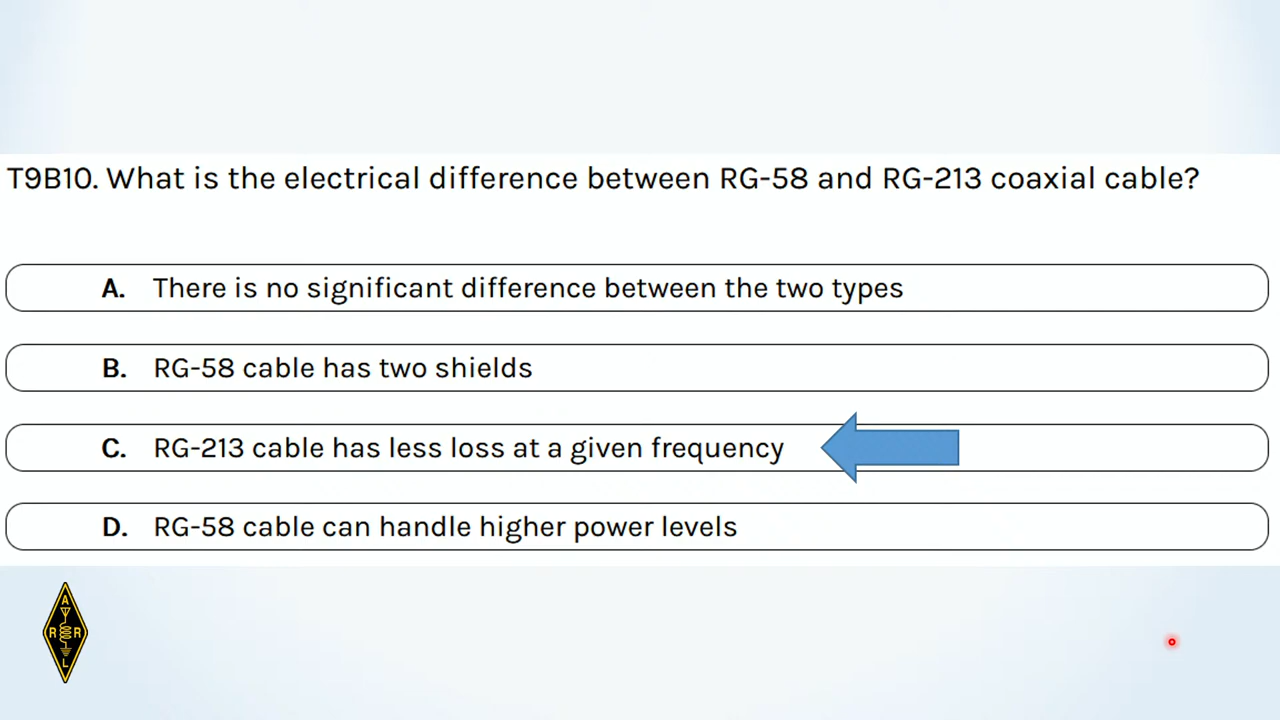 T9B10. What is the electrical difference between RG-58 and RG-213 coaxial cable?
A. There is no significant difference between the two types
B. RG-58 cable has two shields
C. RG-213 cable has less loss at a given frequency
D. RG-58 cable can handle higher power levels
A
R R
L